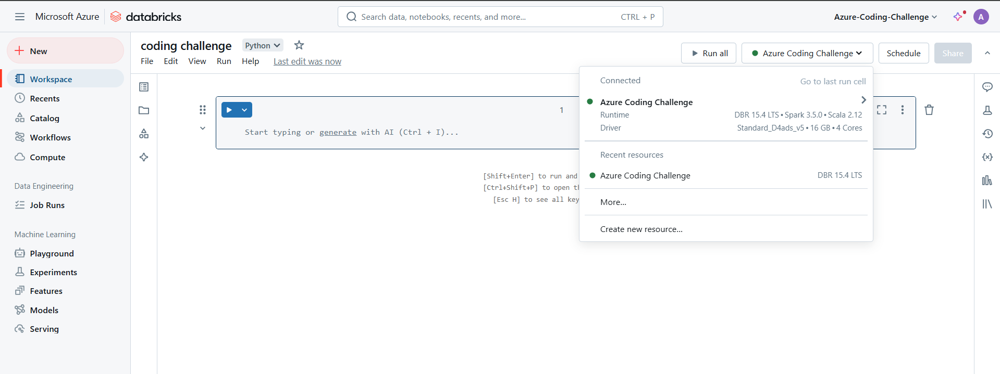 Microsoft Azure databricks Search data, notebooks, recents, and more... CTRL + P Azure-Coding-Challenge A
New
Workspace
Recents
Catalog
Workflows
Compute
Data Engineering
Job Runs
Machine Learning
Playground
Experiments
Features
Models
Serving
coding challenge Python
File Edit View Run Help Last edit was now
Run all Azure Coding Challenge Schedule Share
1
Start typing or generate with AI (Ctrl + I)...
[Shift+Enter] to run and
[Ctrl+Shift+P] to open
[Esc H] to see all key
Connected Go to last run cell
Azure Coding Challenge
Runtime DBR 15.4 LTS • Spark 3.5.0 • Scala 2.12
Driver Standard_D4ads_v5 • 16 GB • 4 Cores
Recent resources
Azure Coding Challenge DBR 15.4 LTS
More...
Create new resource...